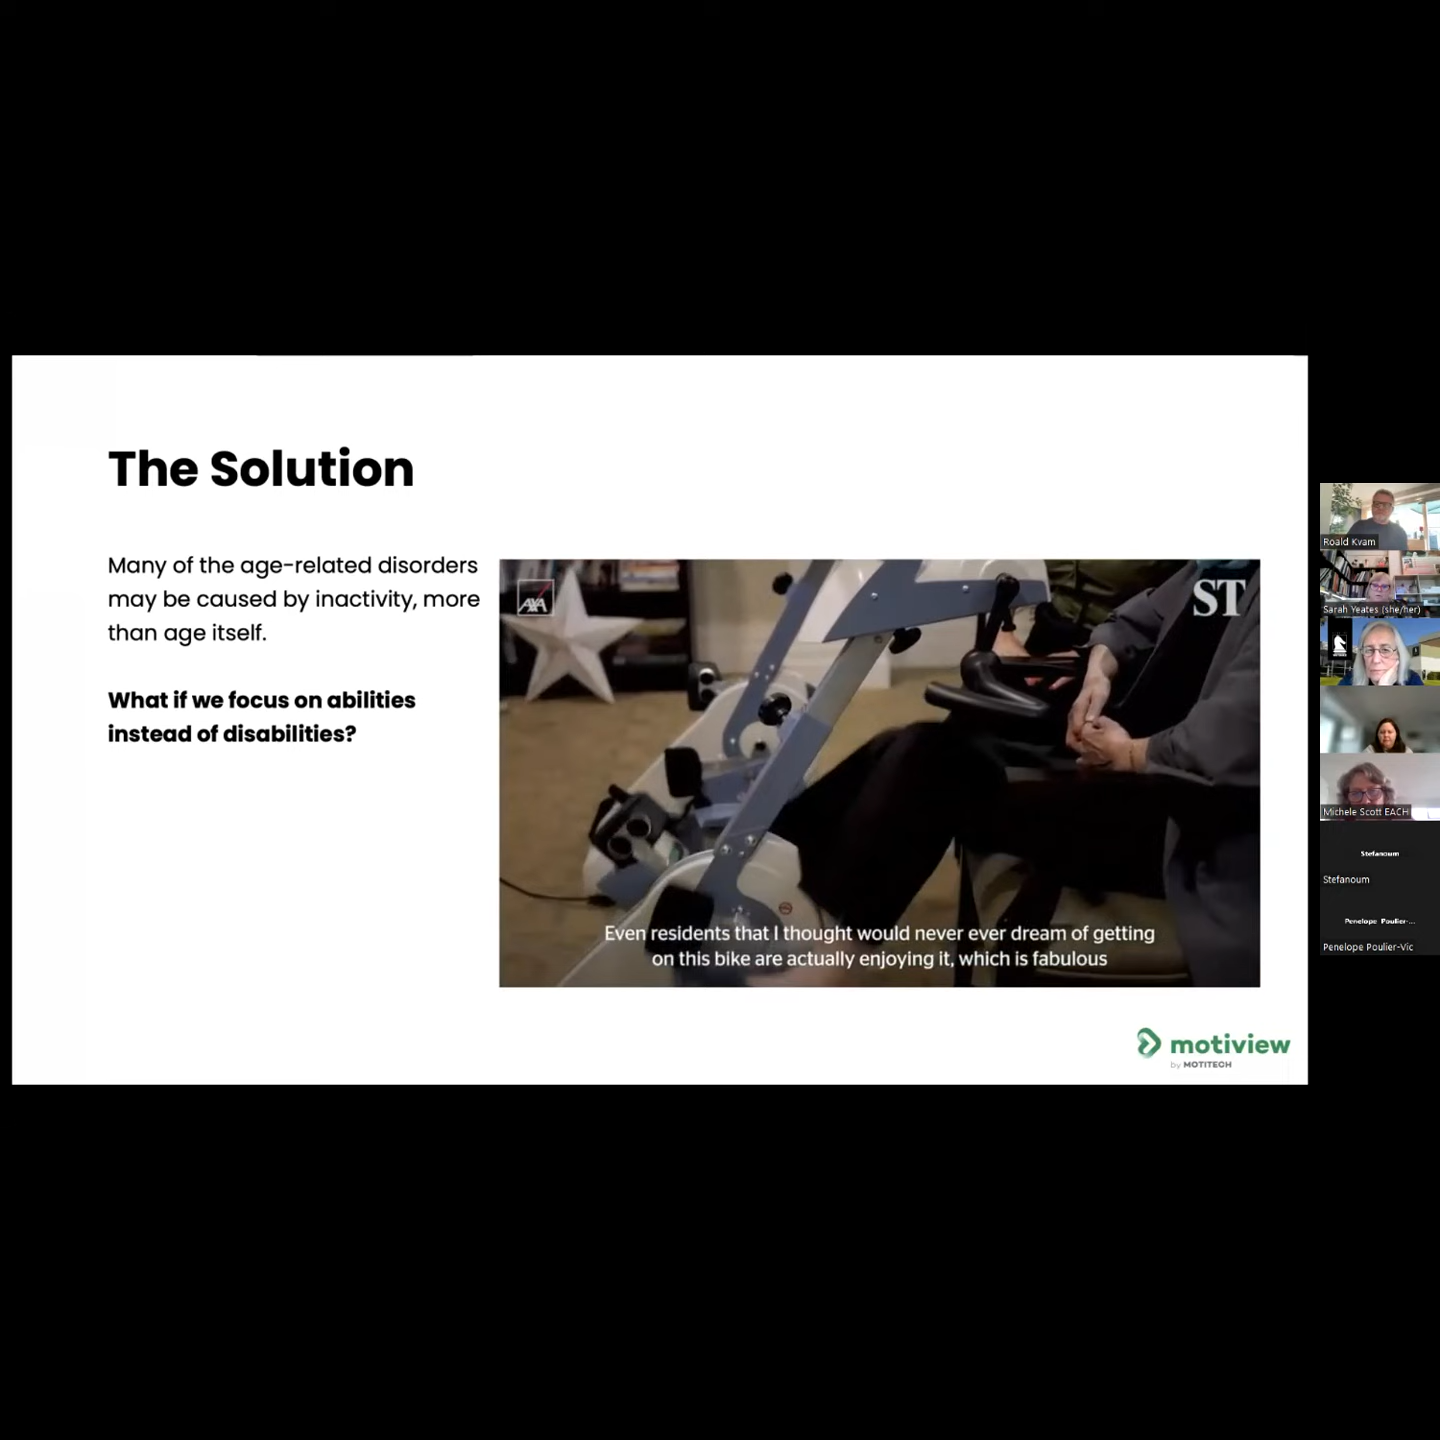 The Solution
Many of the age-related disorders
may be caused by inactivity, more
than age itself.
What if we focus on abilities
instead of disabilities?
AXA
ST
Even residents that I thought would never ever dream of getting
on this bike are actually enjoying it, which is fabulous
motiview
by MOTITECH
Roald Kvam
Sarah Yeates (she/her)
Michele Scott EACH
Stefanoum
Stefanoum
Penelope Poulier-...
Penelope Poulier-Vic